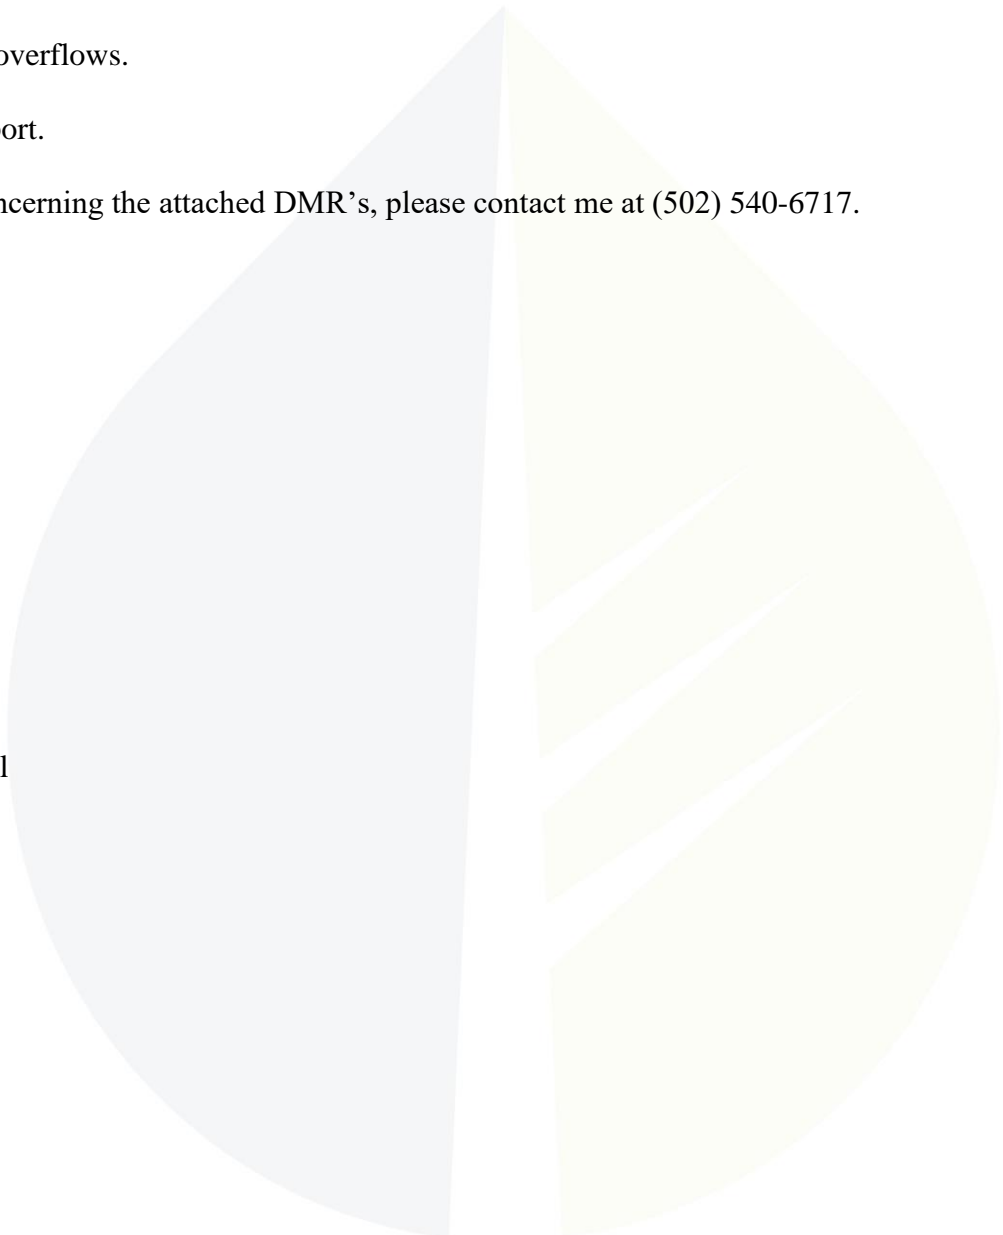 overflows.
ort.
ncerning the attached DMR’s, please contact me at (502) 540-6717.
l